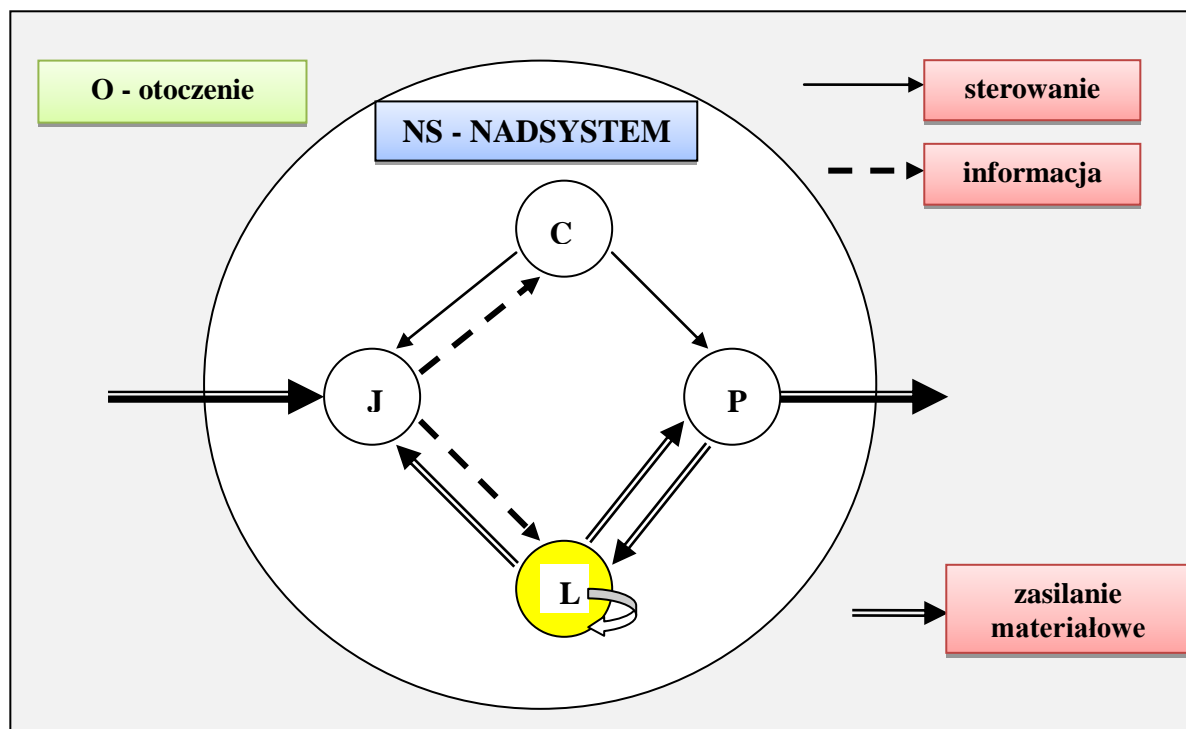 O - otoczenie
NS - NADSYSTEM
sterowanie
informacja
C
J
P
L
zasilanie
materiałowe